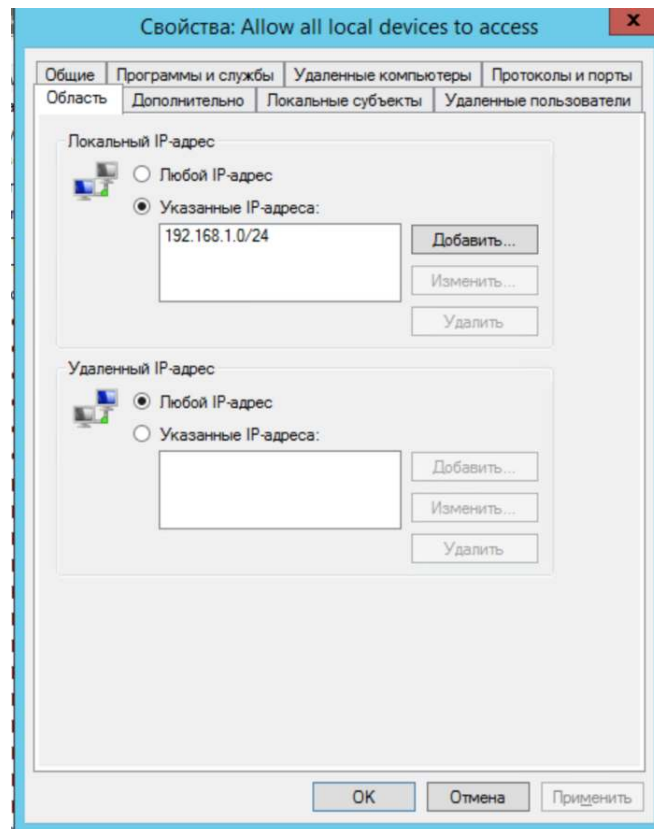 Свойства: Allow all local devices to access
x
Общие Программы и службы Удаленные компьютеры Протоколы и порты
Область Дополнительно Локальные субъекты Удаленные пользователи
Локальный IP-адрес
Любой IP-адрес
Указанные IP-адреса:
192.168.1.0/24
Добавить...
Изменить...
Удалить
Удаленный IP-адрес
Любой IP-адрес
Указанные IP-адреса:
Добавить...
Изменить...
Удалить
OK Отмена Применить